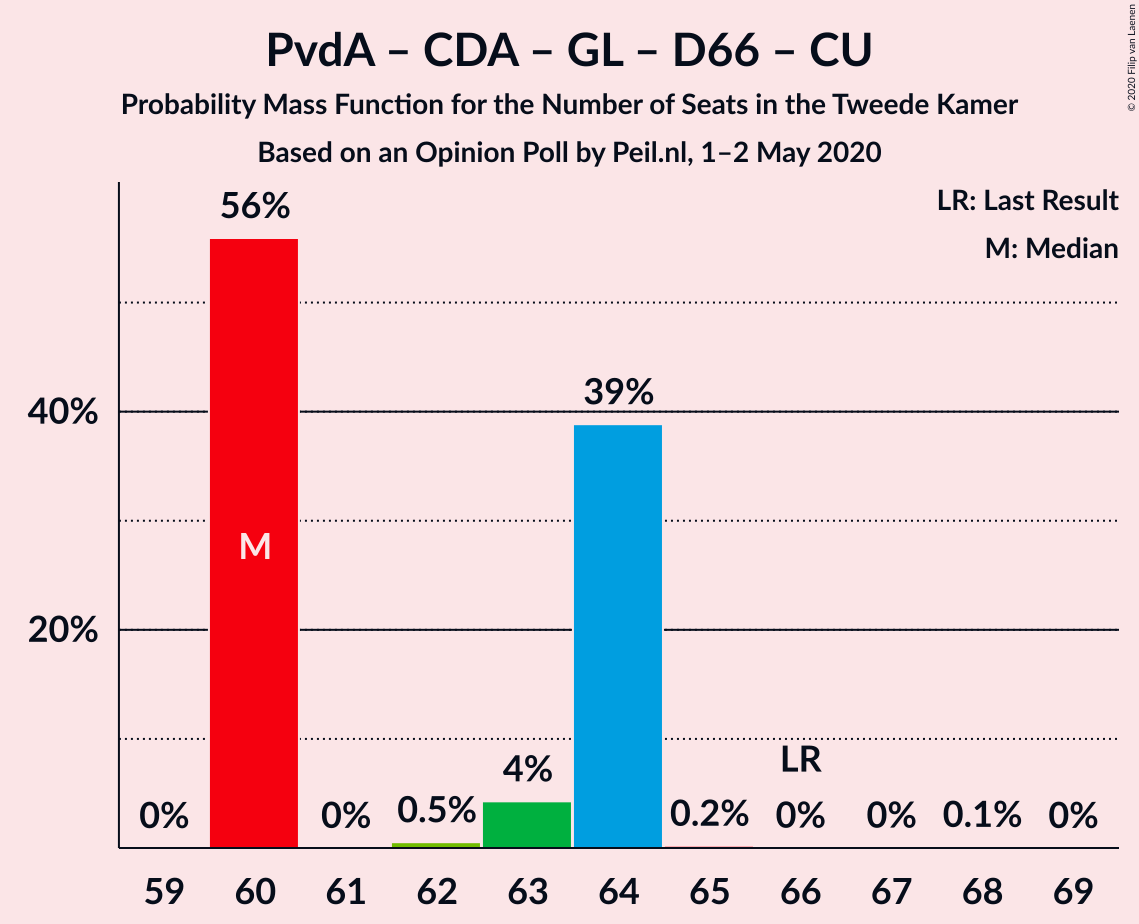 PvdA – CDA – GL – D66 – CU
Probability Mass Function for the Number of Seats in the Tweede Kamer
Based on an Opinion Poll by Peil.nl, 1–2 May 2020
© 2020 Filip van Laenen
LR: Last Result
M: Median
56%
40%
39%
M
20%
LR
4%
0%
0%
0.5%
0.2%
0%
0%
0.1%
0%
59 60 61 62 63 64 65 66 67 68 69